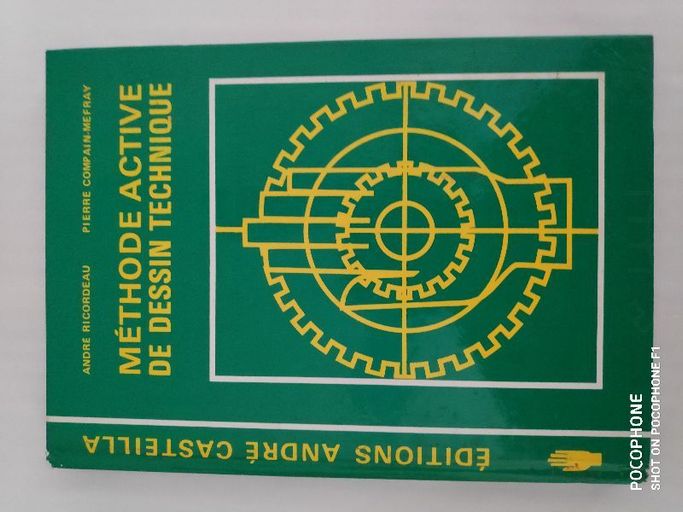 ANDRÉ RICORDEAU PIERRE COMPAIN-MEFRAY
MÉTHODE ACTIVE
DE DESSIN TECHNIQUE
ÉDITIONS ANDRÉ CASTEILLA
POCOPHONE
SHOT ON POCOPHONE F1